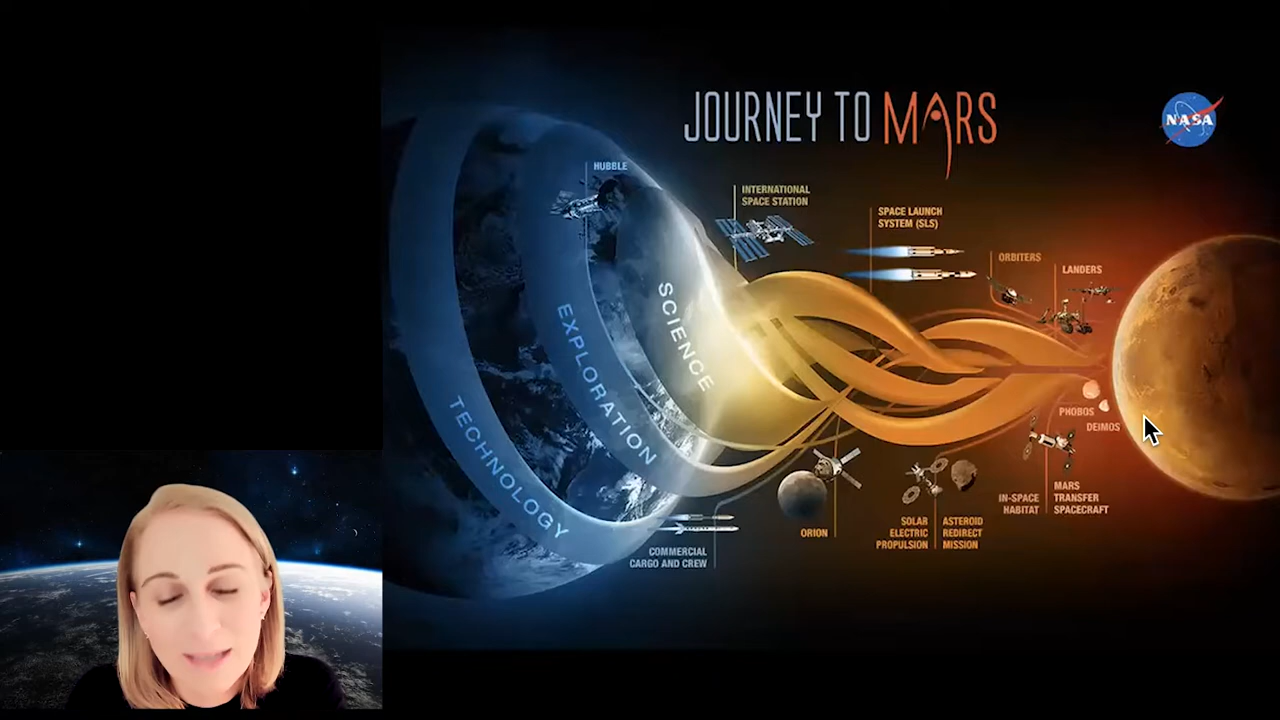 JOURNEY TO MARS
NASA
HUBBLE
INTERNATIONAL
SPACE STATION
SPACE LAUNCH
SYSTEM (SLS)
ORBITERS
LANDERS
SCIENCE
EXPLORATION
TECHNOLOGY
PHOBOS
DEIMOS
COMMERCIAL
CARGO AND CREW
ORION
SOLAR
ELECTRIC
PROPULSION
ASTEROID
REDIRECT
MISSION
IN-SPACE
HABITAT
MARS
TRANSFER
SPACECRAFT